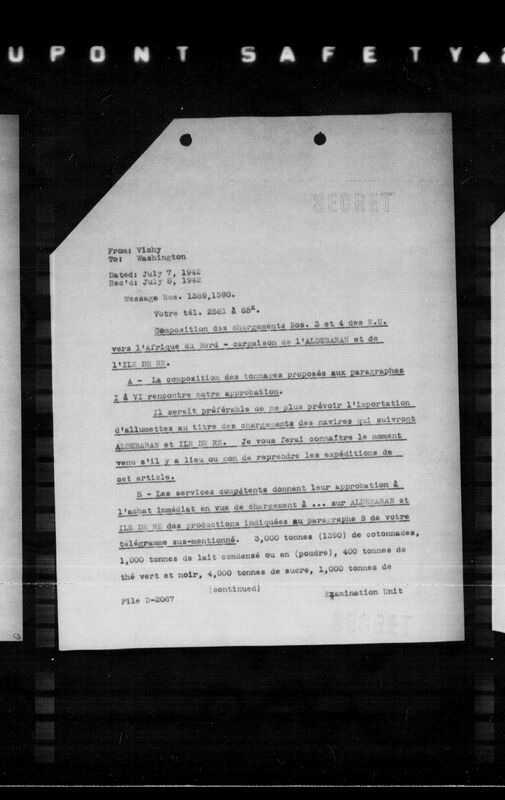 UPONT SAFETY▲2
SECRET
From: Vichy
To: Washington
Dated: July 7, 1942
Rec'd: July 8, 1942
Message Nos. 1389,1390.
Votre tél. 2581 à 85ˣ.
Composition des chargements Nos. 3 et 4 des E.U.
vers l'Afrique du Nord - cargaison de l'ALDEBARAN et de
l'ILE DE RE.
A - La composition des tonnages proposés aux paragraphes
I à VI rencontre notre approbation.
Il serait préférable de ne plus prévoir l'importation
d'allumettes au titre des chargements des navires qui suivront
ALDEBARAN et ILE DE RE. Je vous ferai connaître le moment
venu s'il y a lieu ou non de reprendre les expéditions de
cet article.
B - Les services compétents donnent leur approbation à
l'achat immédiat en vue de chargement à ... sur ALDEBARAN et
ILE DE RE des productions indiquées au paragraphe B de votre
télégramme sus-mentionné. 3,000 tonnes (1390) de cotonnades,
1,000 tonnes de lait condensé ou en (poudre), 400 tonnes de
thé vert et noir, 4,000 tonnes de sucre, 1,000 tonnes de
(continued)
File D-2067
Examination Unit
SECRET